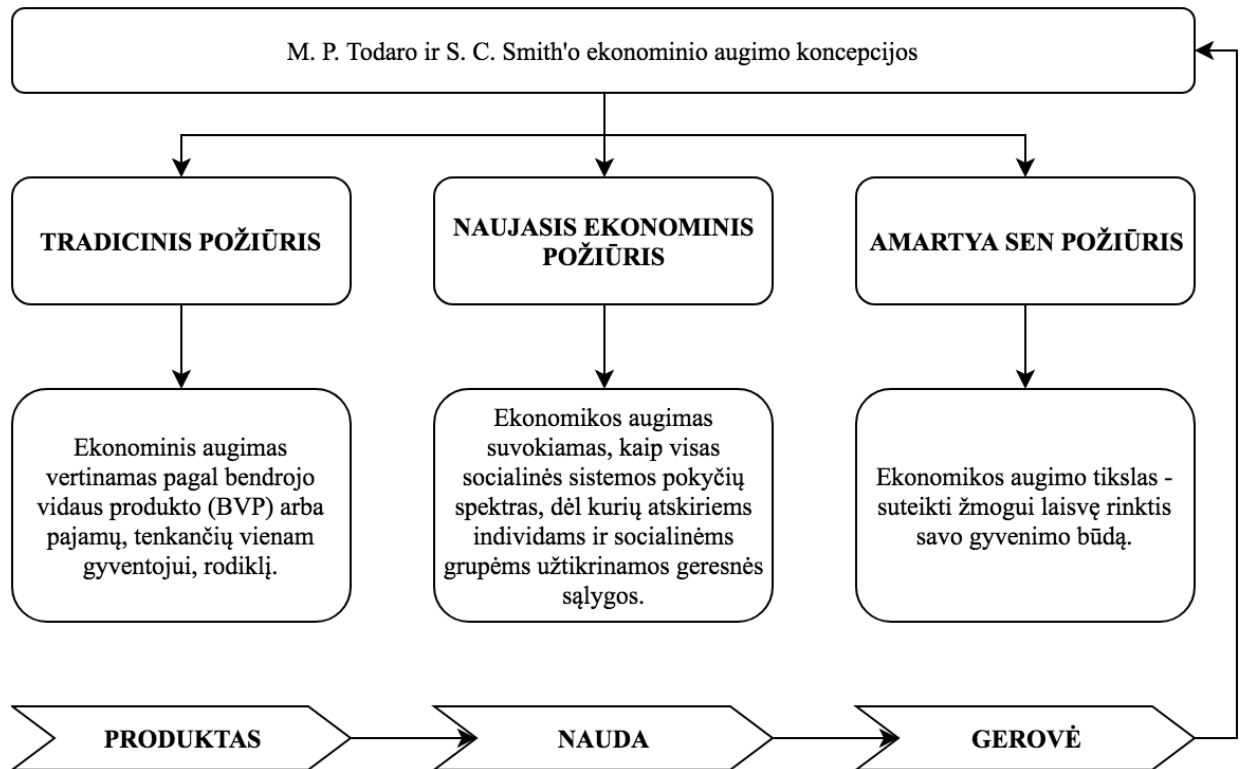 M. P. Todaro ir S. C. Smith'o ekonominio augimo koncepcijos
TRADICINIS POŽIŪRIS
NAUJASIS EKONOMINIS
POŽIŪRIS
AMARTYA SEN POŽIŪRIS
Ekonominis augimas
vertinamas pagal bendrojo
vidaus produkto (BVP) arba
pajamų, tenkančių vienam
gyventojui, rodiklį.
Ekonomikos augimas
suvokiamas, kaip visas
socialinės sistemos pokyčių
spektras, dėl kurių atskiriems
individams ir socialinėms
grupėms užtikrinamos geresnės
sąlygos.
Ekonomikos augimo tikslas -
suteikti žmogui laisvę rinktis
savo gyvenimo būdą.
PRODUKTAS
NAUDA
GEROVĖ